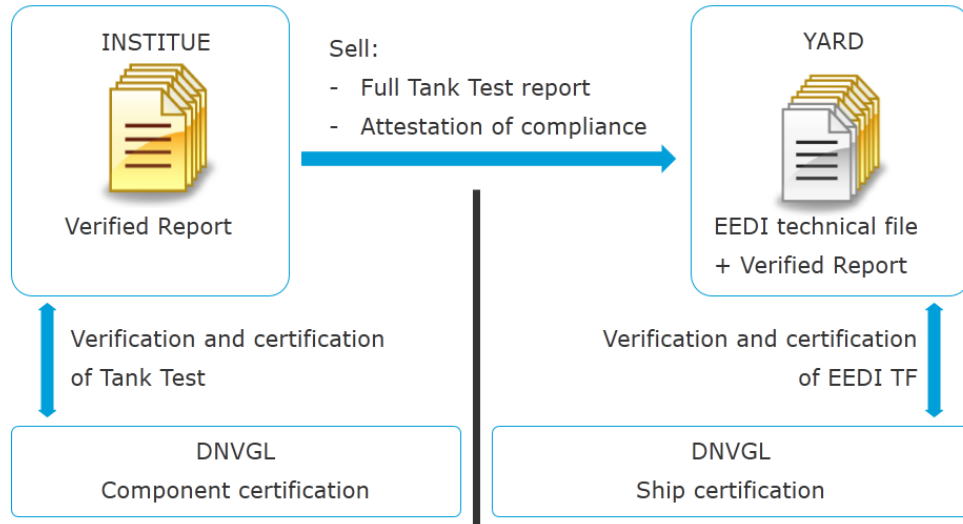 INSTITUE
Verified Report
Sell:
- Full Tank Test report
- Attestation of compliance
YARD
EEDI technical file
+ Verified Report
Verification and certification
of Tank Test
Verification and certification
of EEDI TF
DNVGL
Component certification
DNVGL
Ship certification